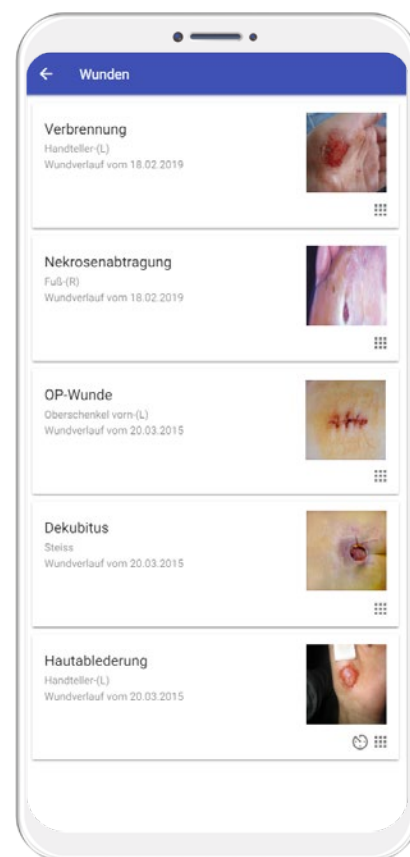 Wunden
Verbrennung
Handteller-(L)
Wundverlauf vom 18.02.2019
Nekrosenabtragung
Fuß-(R)
Wundverlauf vom 18.02.2019
OP-Wunde
Oberschenkel vorn-(L)
Wundverlauf vom 20.03.2015
Dekubitus
Steiss
Wundverlauf vom 20.03.2015
Hautablederung
Handteller-(L)
Wundverlauf vom 20.03.2015